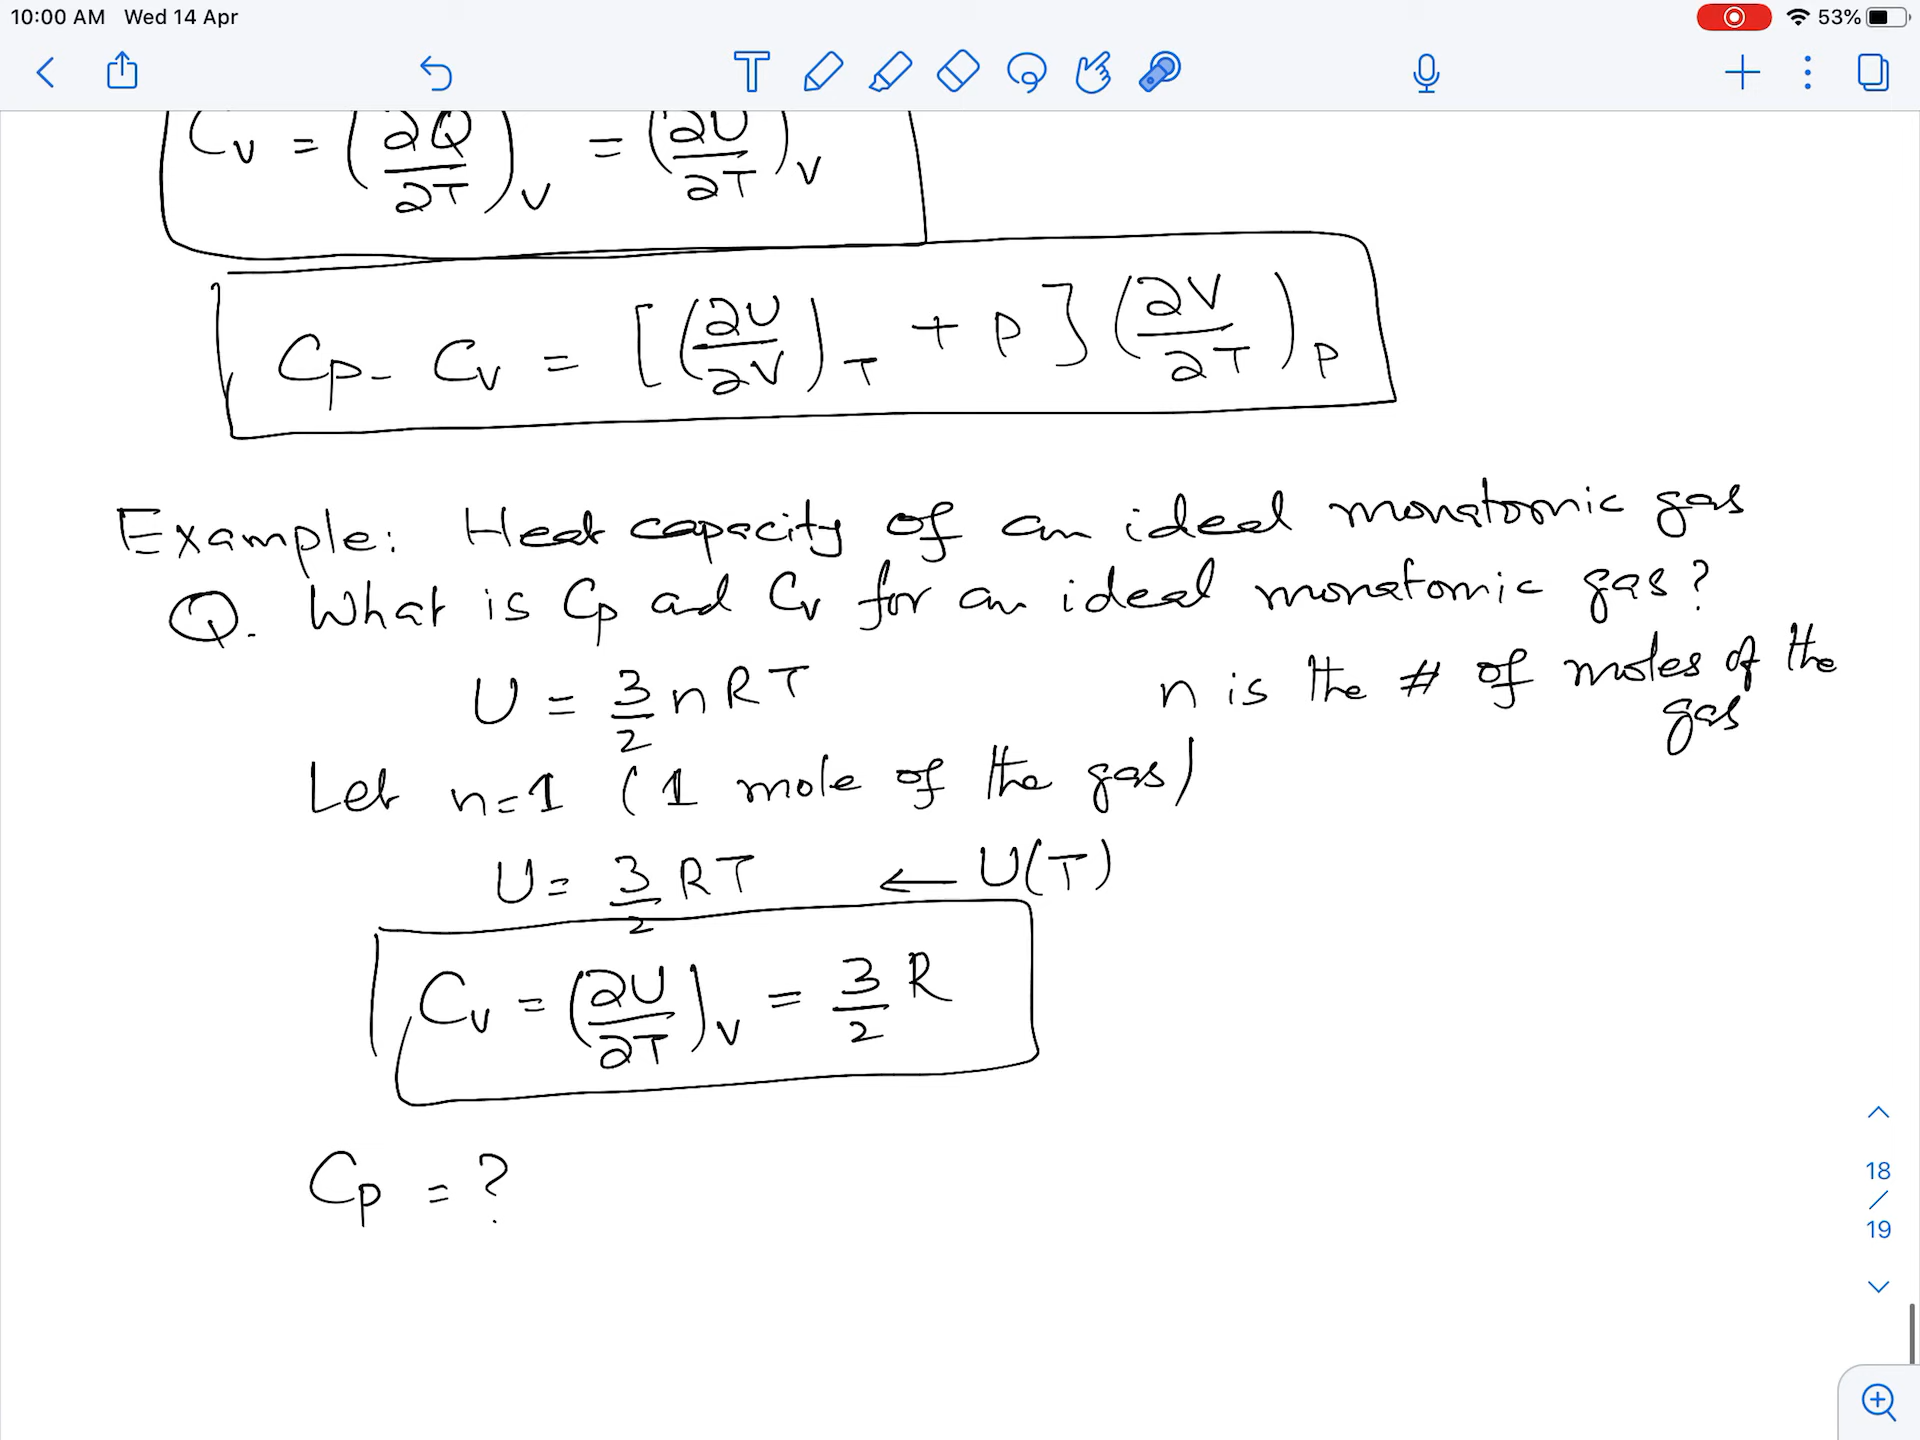 10:00 AM Wed 14 Apr
53%
T
Cv = (∂Q/∂T)v = (∂U/∂T)v
Cp - Cv = [(∂U/∂V)T + P](∂V/∂T)P
Example: Heat capacity of an ideal monatomic gas
Q. What is Cp and Cv for an ideal monatomic gas?
U = 3/2 nRT n is the # of moles of the
gas
Let n=1 (1 mole of the gas)
U = 3/2 RT ← U(T)
Cv = (∂U/∂T)v = 3/2 R
Cp = ?
18
/
19